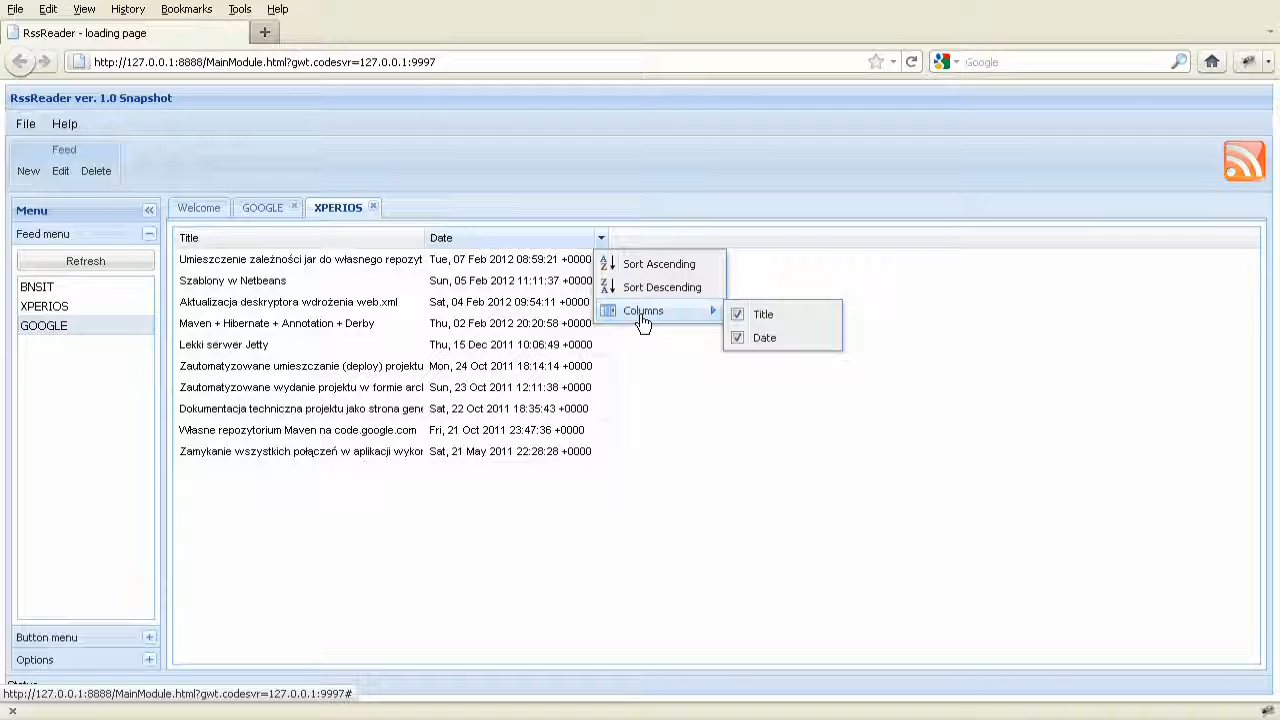 File Edit View History Bookmarks Tools Help
RssReader - loading page
http://127.0.0.1:8888/MainModule.html?gwt.codesvr=127.0.0.1:9997
Google
RssReader ver. 1.0 Snapshot
File Help
Feed
New Edit Delete
Menu
Feed menu
Refresh
BNSIT
XPERIOS
GOOGLE
Button menu
Options
Welcome GOOGLE XPERIOS
Title Date
Umieszczenie zależności jar do własnego repozyt Tue, 07 Feb 2012 08:59:21 +0000
Szablony w Netbeans Sun, 05 Feb 2012 11:11:37 +0000
Aktualizacja deskryptora wdrożenia web.xml Sat, 04 Feb 2012 09:54:11 +0000
Maven + Hibernate + Annotation + Derby Thu, 02 Feb 2012 20:20:58 +0000
Lekki serwer Jetty Thu, 15 Dec 2011 10:06:49 +0000
Zautomatyzowane umieszczanie (deploy) projektu Mon, 24 Oct 2011 18:14:14 +0000
Zautomatyzowane wydanie projektu w formie arcl Sun, 23 Oct 2011 12:11:38 +0000
Dokumentacja techniczna projektu jako strona gene Sat, 22 Oct 2011 18:35:43 +0000
Własne repozytorium Maven na code.google.com Fri, 21 Oct 2011 23:47:36 +0000
Zamykanie wszystkich połączeń w aplikacji wykor Sat, 21 May 2011 22:28:28 +0000
Sort Ascending
Sort Descending
Columns
Title
Date
http://127.0.0.1:8888/MainModule.html?gwt.codesvr=127.0.0.1:9997#